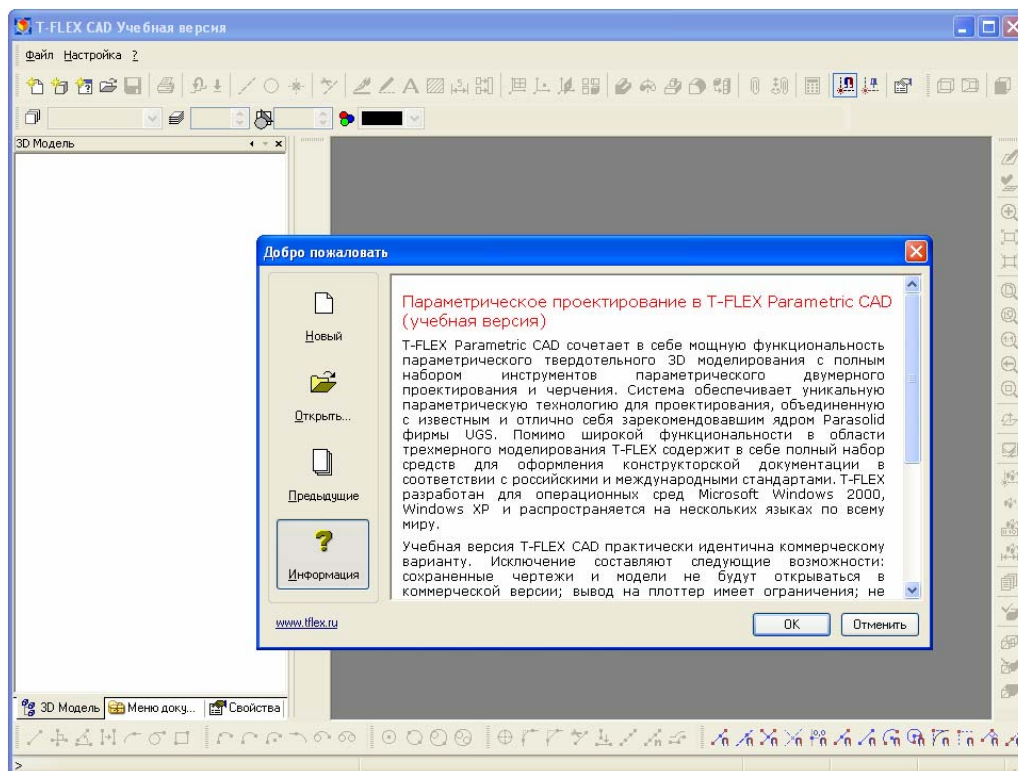 T-FLEX CAD Учебная версия
Файл Настройка ?
3D Модель
Добро пожаловать
Новый
Открыть...
Предыдущие
Информация
www.tflex.ru
Параметрическое проектирование в T-FLEX Parametric CAD
(учебная версия)
T-FLEX Parametric CAD сочетает в себе мощную функциональность
параметрического твердотельного 3D моделирования с полным
набором инструментов параметрического двумерного
проектирования и черчения. Система обеспечивает уникальную
параметрическую технологию для проектирования, объединенную
с известным и отлично себя зарекомендовавшим ядром Parasolid
фирмы UGS. Помимо широкой функциональности в области
трехмерного моделирования T-FLEX содержит в себе полный набор
средств для оформления конструкторской документации в
соответствии с российскими и международными стандартами. T-FLEX
разработан для операционных сред Microsoft Windows 2000,
Windows XP и распространяется на нескольких языках по всему
миру.
Учебная версия T-FLEX CAD практически идентична коммерческому
варианту. Исключение составляют следующие возможности:
сохраненные чертежи и модели не будут открываться в
коммерческой версии; вывод на плоттер имеет ограничения; не
OK Отменить
3D Модель Меню доку... Свойства
>